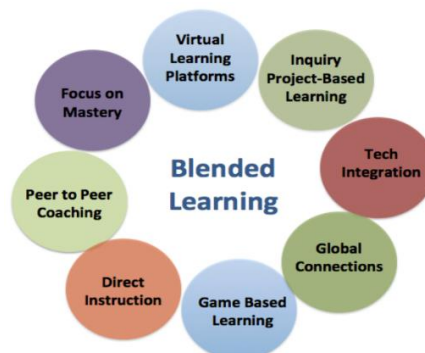 Virtual
Learning
Platforms
Inquiry
Project-Based
Learning
Tech
Integration
Global
Connections
Game Based
Learning
Direct
Instruction
Peer to Peer
Coaching
Focus on
Mastery
Blended
Learning